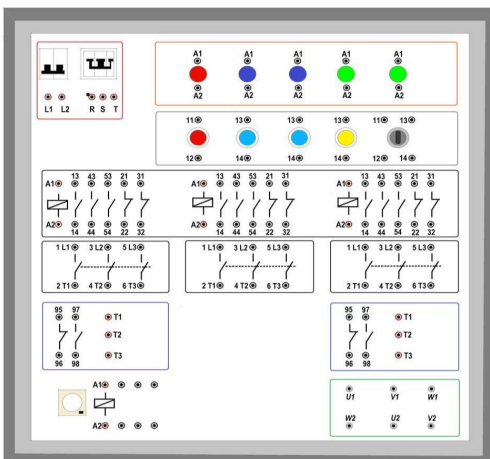 A1 A1 A1 A1 A1
A2 A2 A2 A2 A2
L1 L2 R S T
11 13 13 13 11 13
12 14 14 14 12 14
13 43 53 21 31 13 43 53 21 31 13 43 53 21 31
A1 A1 A1
A2 A2 A2
14 44 54 22 32 14 44 54 22 32 14 44 54 22 32
1 L1 3 L2 5 L3 1 L1 3 L2 5 L3 1 L1 3 L2 5 L3
2 T1 4 T2 6 T3 2 T1 4 T2 6 T3 2 T1 4 T2 6 T3
95 97 T1 95 97 T1
T2 T2
96 98 T3 96 98 T3
A1 U1 V1 W1
A2 W2 U2 V2